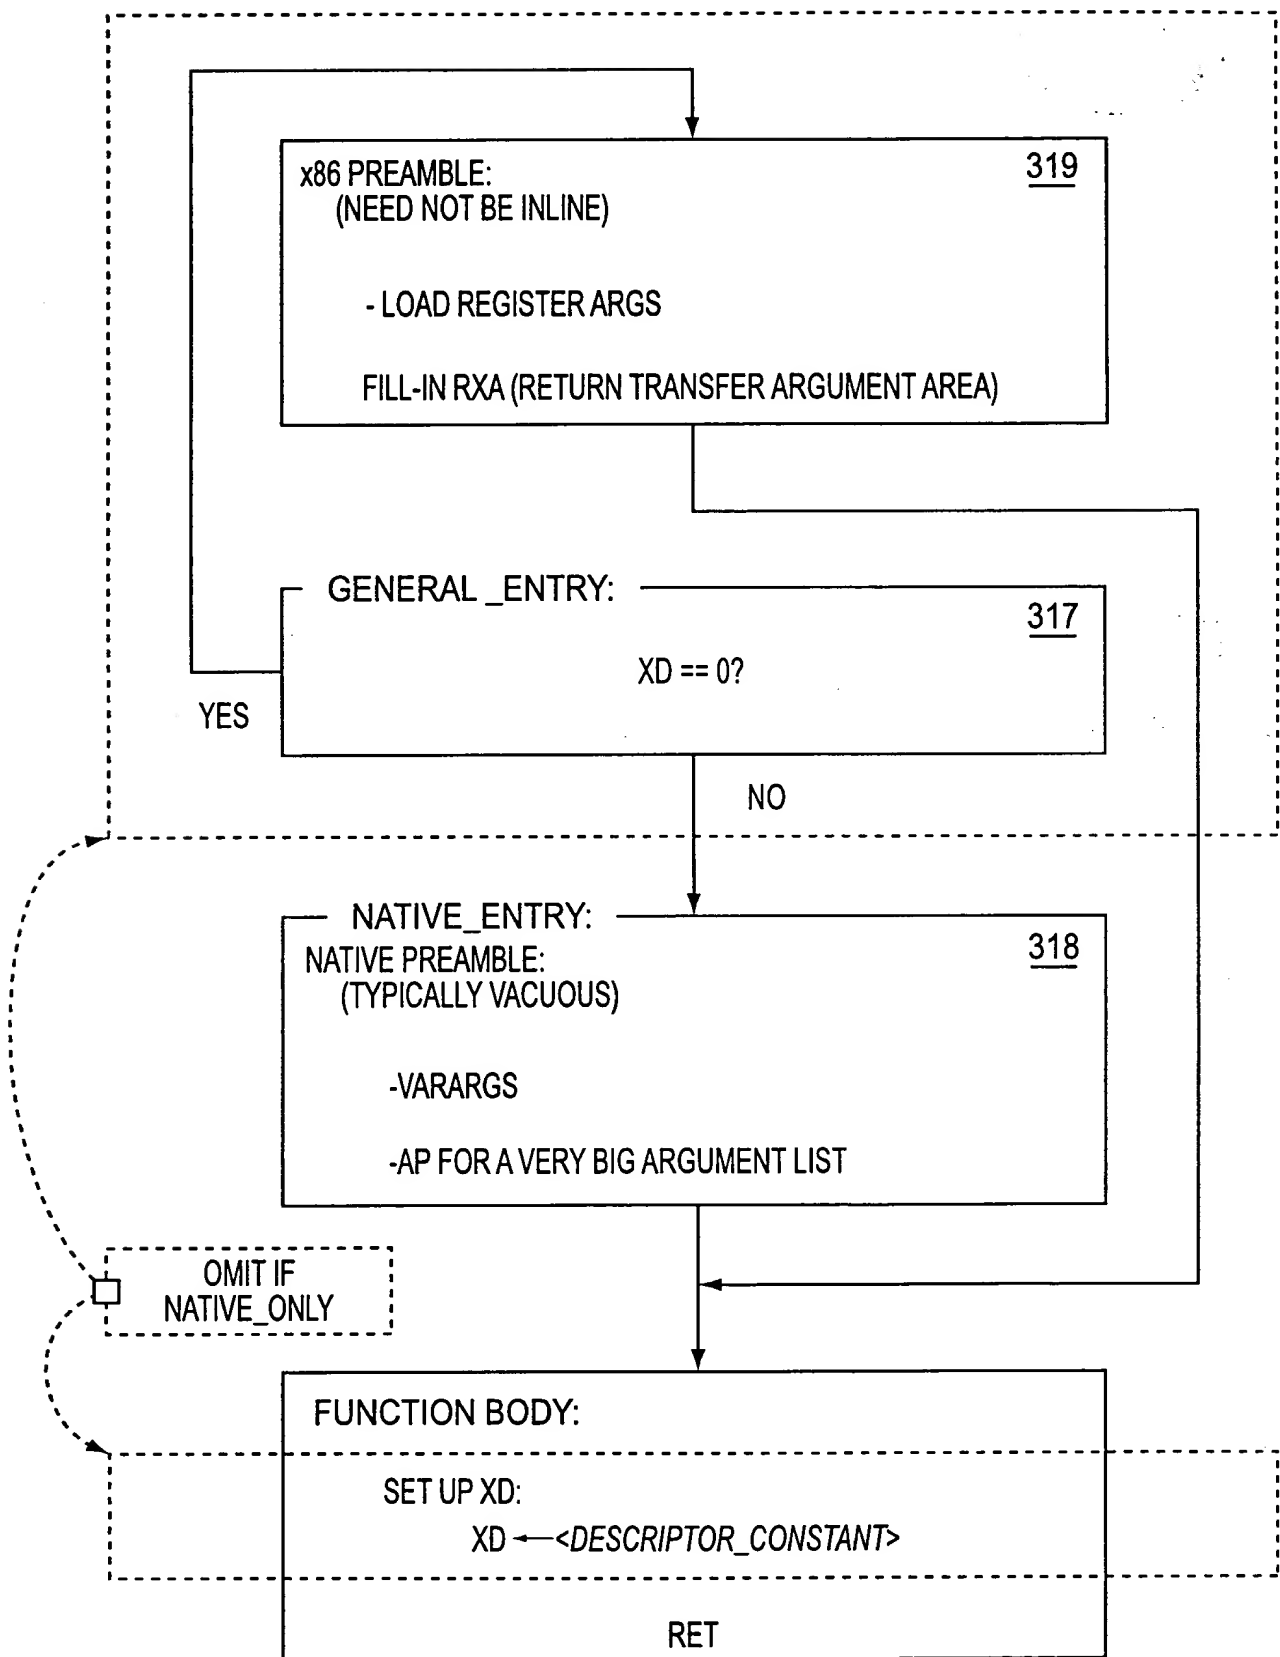 x86 PREAMBLE: 319
(NEED NOT BE INLINE)
- LOAD REGISTER ARGS
FILL-IN RXA (RETURN TRANSFER ARGUMENT AREA)
GENERAL _ENTRY:
317
XD == 0?
YES
NO
NATIVE_ENTRY:
NATIVE PREAMBLE: 318
(TYPICALLY VACUOUS)
-VARARGS
-AP FOR A VERY BIG ARGUMENT LIST
OMIT IF
NATIVE_ONLY
FUNCTION BODY:
SET UP XD:
XD ←<DESCRIPTOR_CONSTANT>
RET